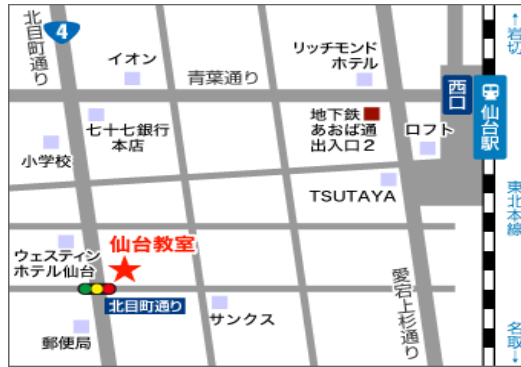 北目町通り
4
イオン
青葉通り
リッチモンド
ホテル
西口
仙台駅
↑岩切
七十七銀行
本店
地下鉄
あおば通
出入口2
ロフト
小学校
TSUTAYA
東北本線
仙台教室
ウェスティン
ホテル仙台
北目町通り
サンクス
愛宕上杉通り
郵便局
名取↓